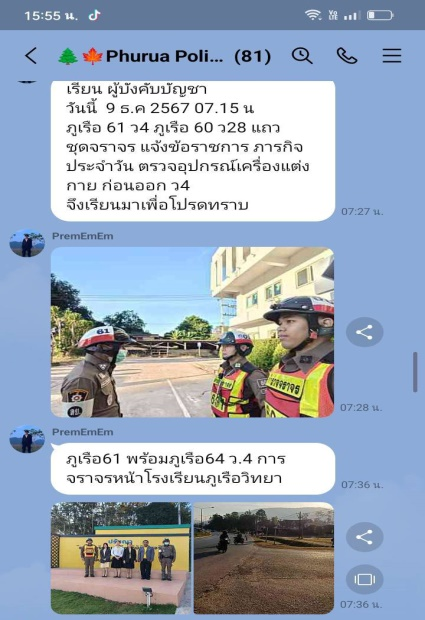 15:55 น.
Phurua Poli... (81)
เรียน ผู้บังคับบัญชา
วันนี้ 9 ธ.ค 2567 07.15 น
ภูเรือ 61 ว4 ภูเรือ 60 ว28 แถว
ชุดจราจร แจ้งข้อราชการ ภารกิจ
ประจำวัน ตรวจอุปกรณ์เครื่องแต่ง
กาย ก่อนออก ว4
จึงเรียนมาเพื่อโปรดทราบ
07:27 น.
PremEmEm
61
07:28 น.
PremEmEm
ภูเรือ61 พร้อมภูเรือ64 ว.4 การ
จราจรหน้าโรงเรียนภูเรือวิทยา
07:36 น.
07:36 น.